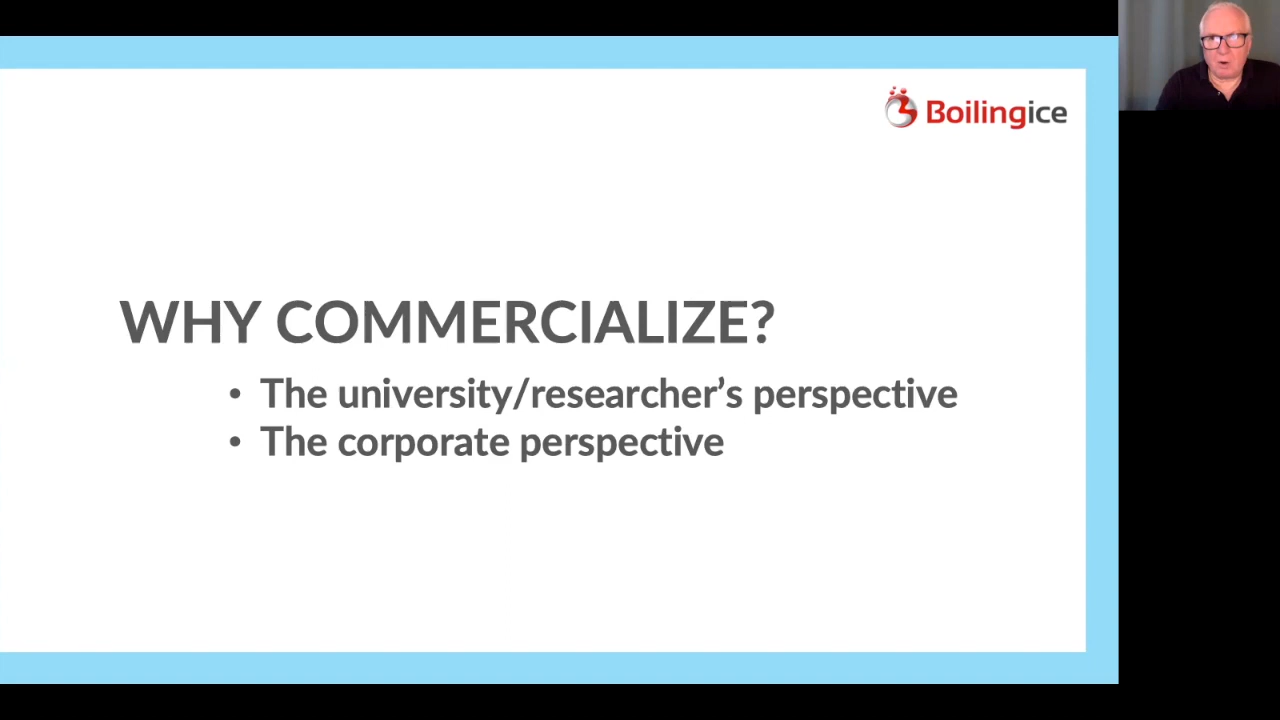 Boilingice
WHY COMMERCIALIZE?
• The university/researcher’s perspective
• The corporate perspective